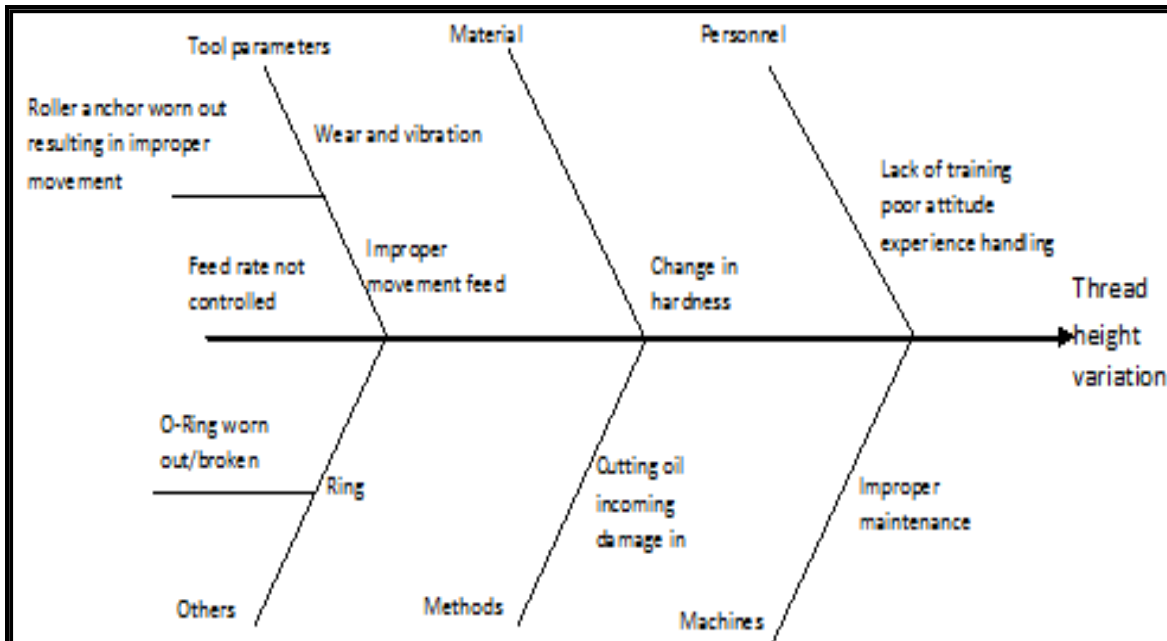 Tool parameters
Material
Personnel
Roller anchor worn out
resulting in improper
movement
Wear and vibration
Lack of training
poor attitude
experience handling
Feed rate not
controlled
Improper
movement feed
Change in
hardness
Thread
height
variation
O-Ring worn
out/broken
Ring
Cutting oil
incoming
damage in
Improper
maintenance
Others
Methods
Machines